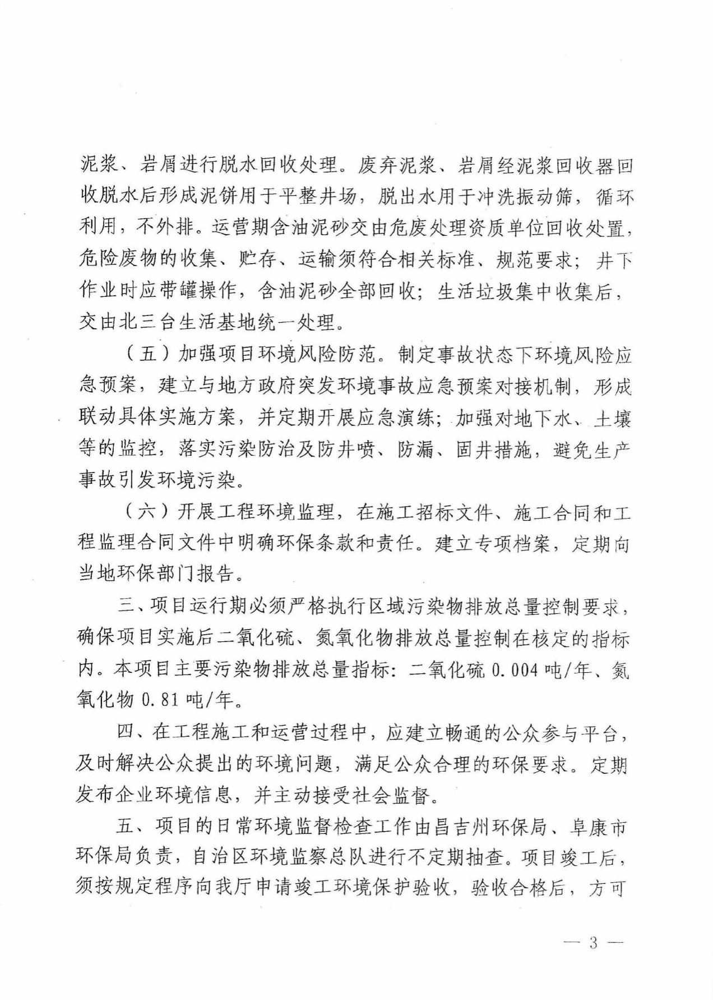 泥浆、岩屑进行脱水回收处理。废弃泥浆、岩屑经泥浆回收器回
收脱水后形成泥饼用于平整井场，脱出水用于冲洗振动筛，循环
利用，不外排。运营期含油泥砂交由危废处理资质单位回收处置，
危险废物的收集、贮存、运输须符合相关标准、规范要求；井下
作业时应带罐操作，含油泥砂全部回收；生活垃圾集中收集后，
交由北三台生活基地统一处理。
（五）加强项目环境风险防范。制定事故状态下环境风险应
急预案，建立与地方政府突发环境事故应急预案对接机制，形成
联动具体实施方案，并定期开展应急演练；加强对地下水、土壤
等的监控，落实污染防治及防井喷、防漏、固井措施，避免生产
事故引发环境污染。
（六）开展工程环境监理，在施工招标文件、施工合同和工
程监理合同文件中明确环保条款和责任。建立专项档案，定期向
当地环保部门报告。
三、项目运行期必须严格执行区域污染物排放总量控制要求，
确保项目实施后二氧化硫、氮氧化物排放总量控制在核定的指标
内。本项目主要污染物排放总量指标：二氧化硫 0.004 吨/年、氮
氧化物 0.81 吨/年。
四、在工程施工和运营过程中，应建立畅通的公众参与平台，
及时解决公众提出的环境问题，满足公众合理的环保要求。定期
发布企业环境信息，并主动接受社会监督。
五、项目的日常环境监督检查工作由昌吉州环保局、阜康市
环保局负责，自治区环境监察总队进行不定期抽查。项目竣工后，
须按规定程序向我厅申请竣工环境保护验收，验收合格后，方可
— 3 —